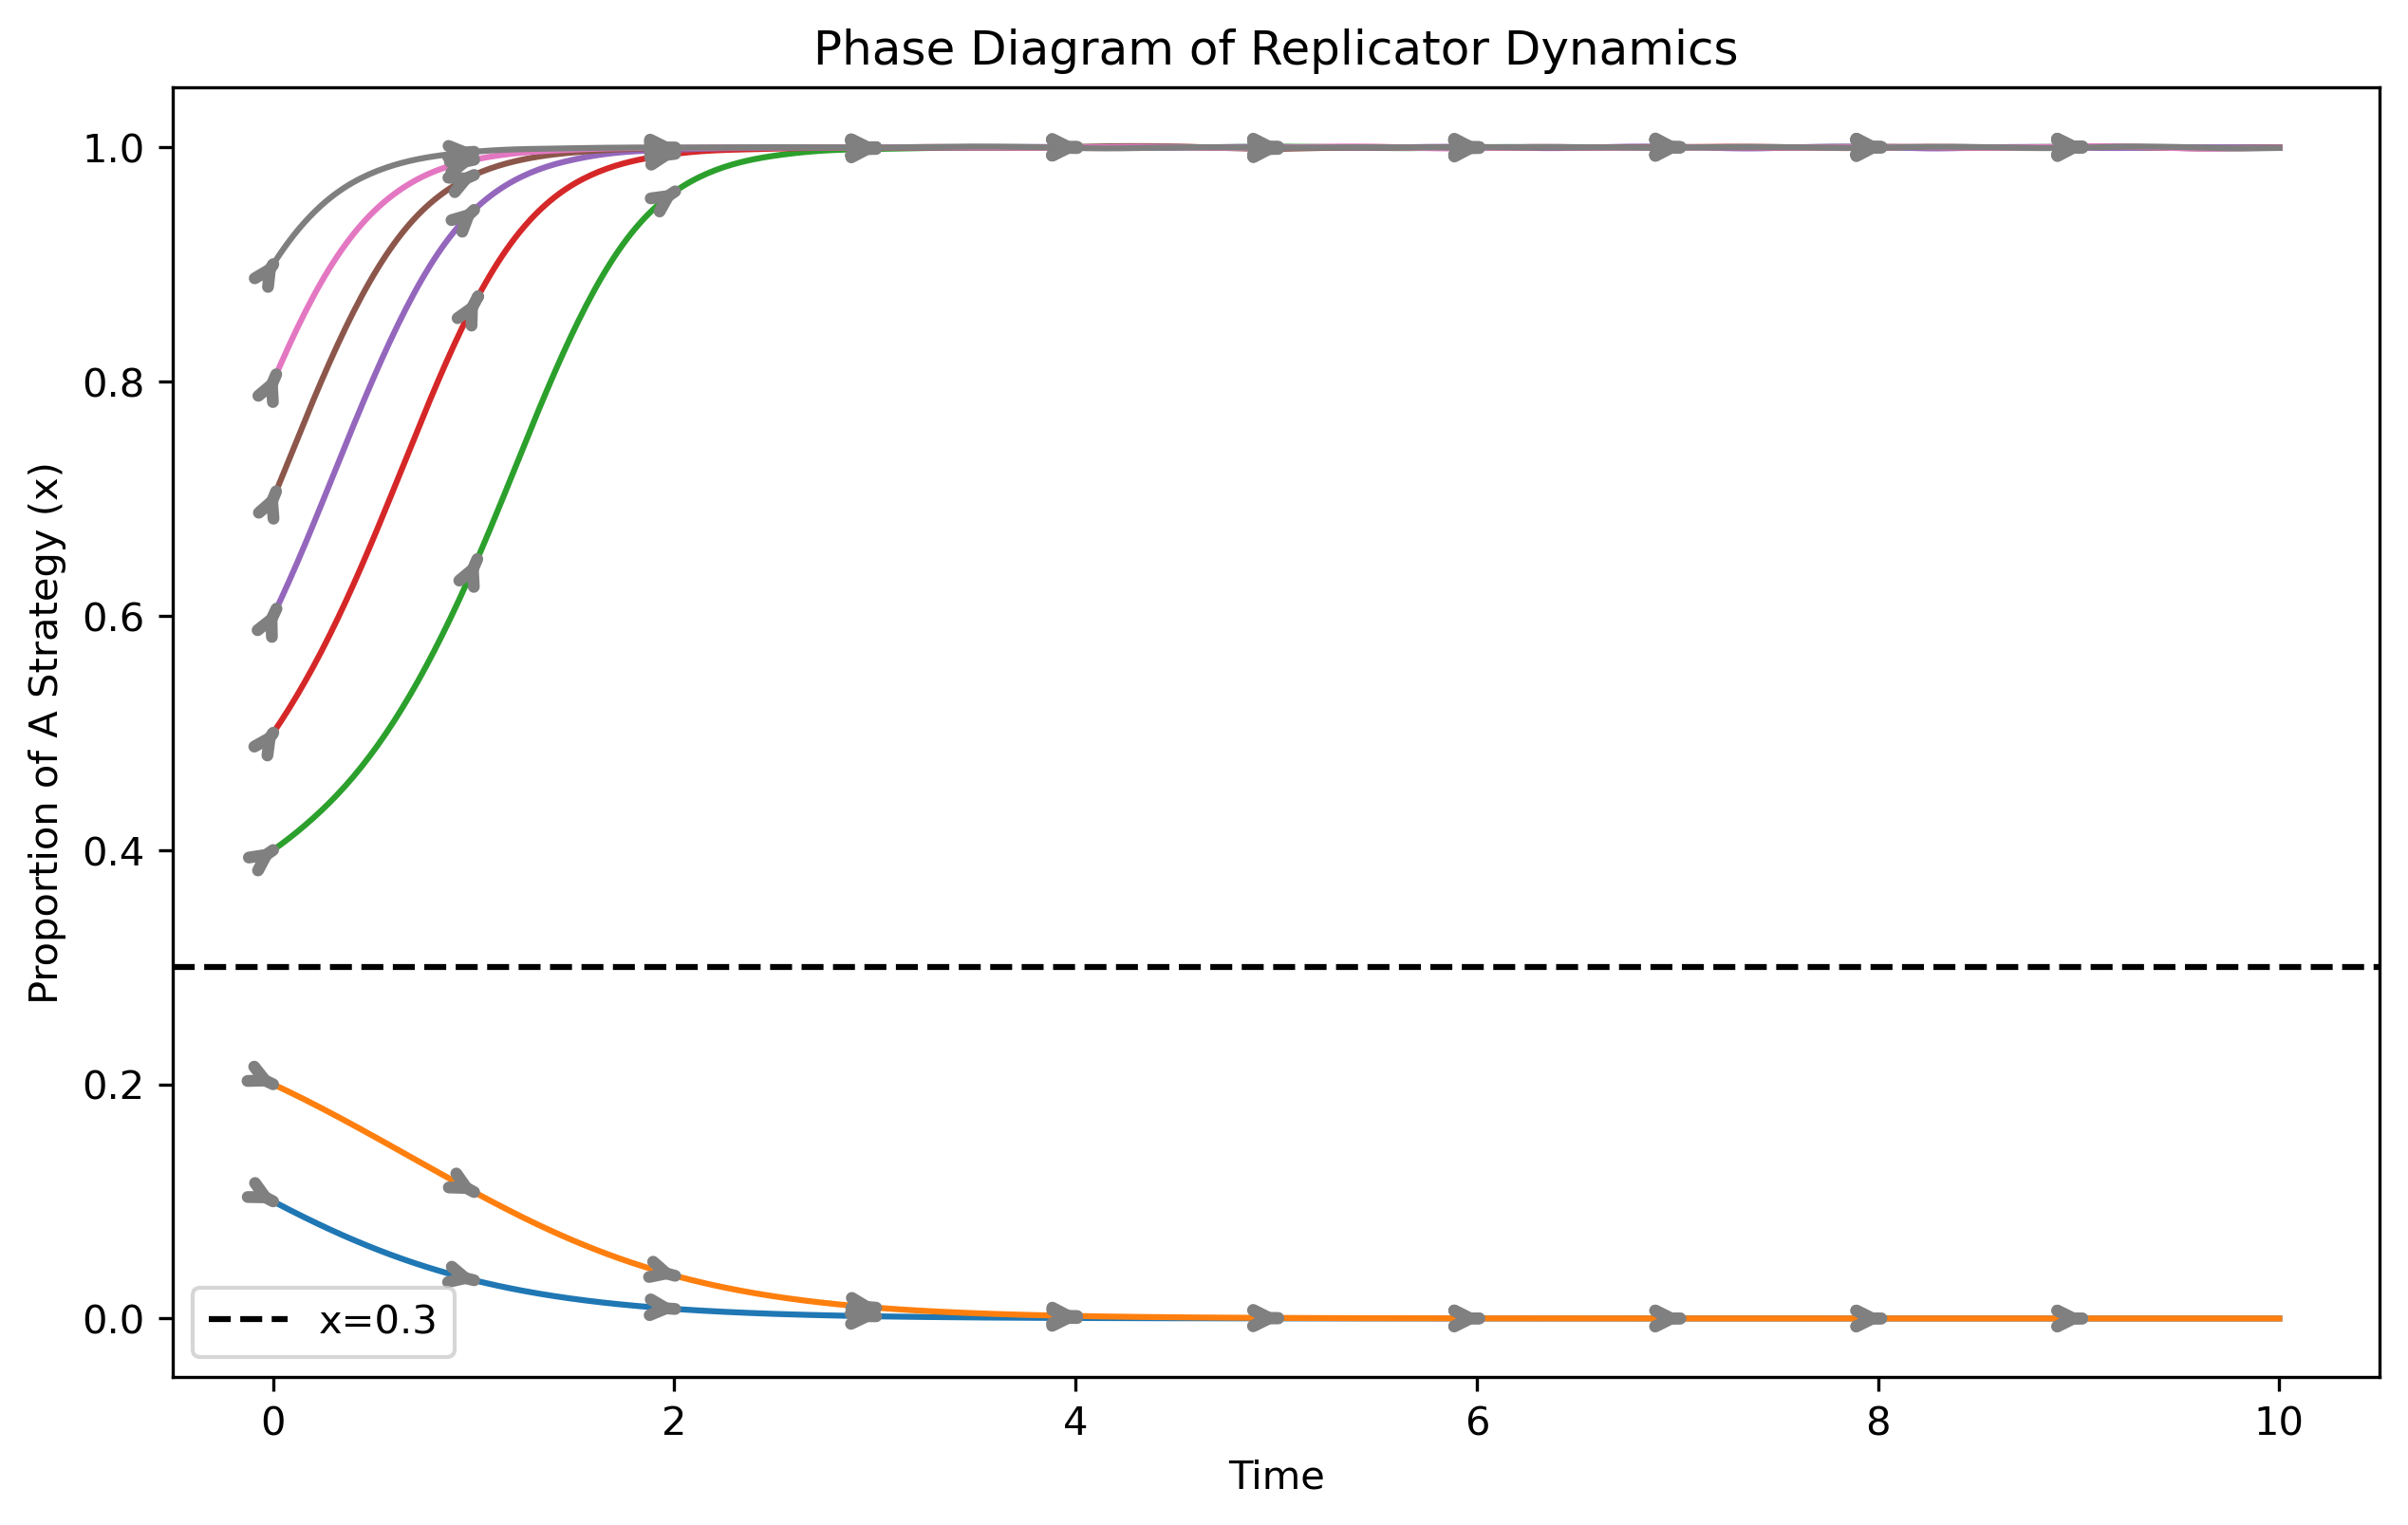 Phase Diagram of Replicator Dynamics
Proportion of A Strategy (x)
1.0
0.8
0.6
0.4
0.2
0.0
x=0.3
0 2 4 6 8 10
Time